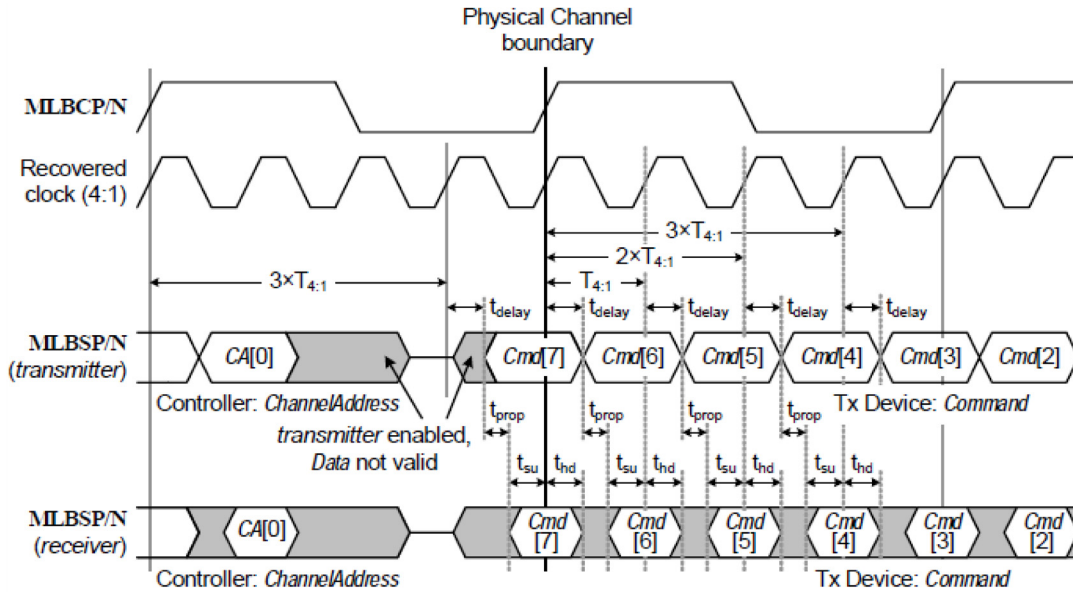 Physical Channel
boundary
MLBCP/N
Recovered
clock (4:1)
3×T4:1
2×T4:1
3×T4:1
T4:1
tdelay tdelay tdelay tdelay tdelay
MLBSP/N
(transmitter)
CA[0] Cmd[7] Cmd[6] Cmd[5] Cmd[4] Cmd[3] Cmd[2]
Controller: ChannelAddress Tx Device: Command
transmitter enabled,
Data not valid
tprop tprop tprop tprop
tsu thd tsu thd tsu thd tsu thd
MLBSP/N
(receiver)
CA[0] Cmd Cmd Cmd Cmd Cmd Cmd
[7] [6] [5] [4] [3] [2]
Controller: ChannelAddress Tx Device: Command